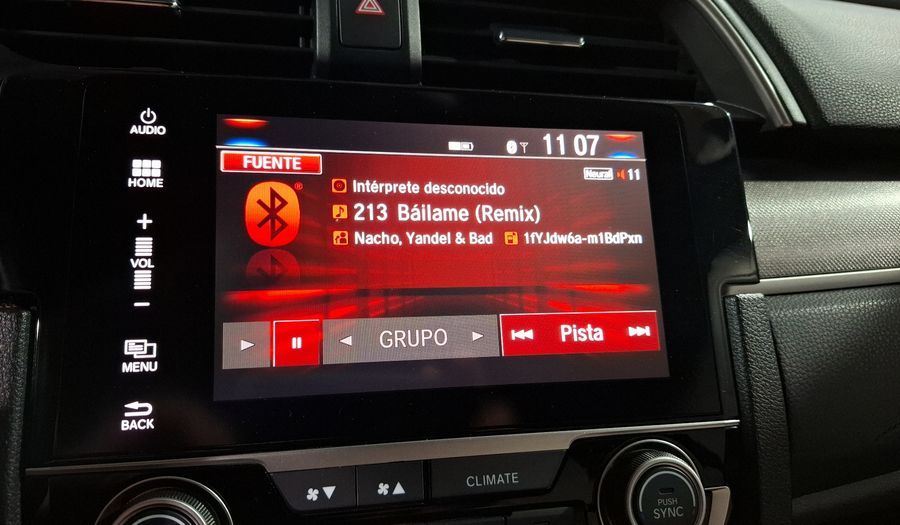 AUDIO
HOME
+
VOL
−
MENU
BACK
11 07
FUENTE
Neural
11
®
Intérprete desconocido
213 Báilame (Remix)
Nacho, Yandel & Bad
1fYJdw6a-m1BdPxn
GRUPO
Pista
CLIMATE
PUSH
SYNC